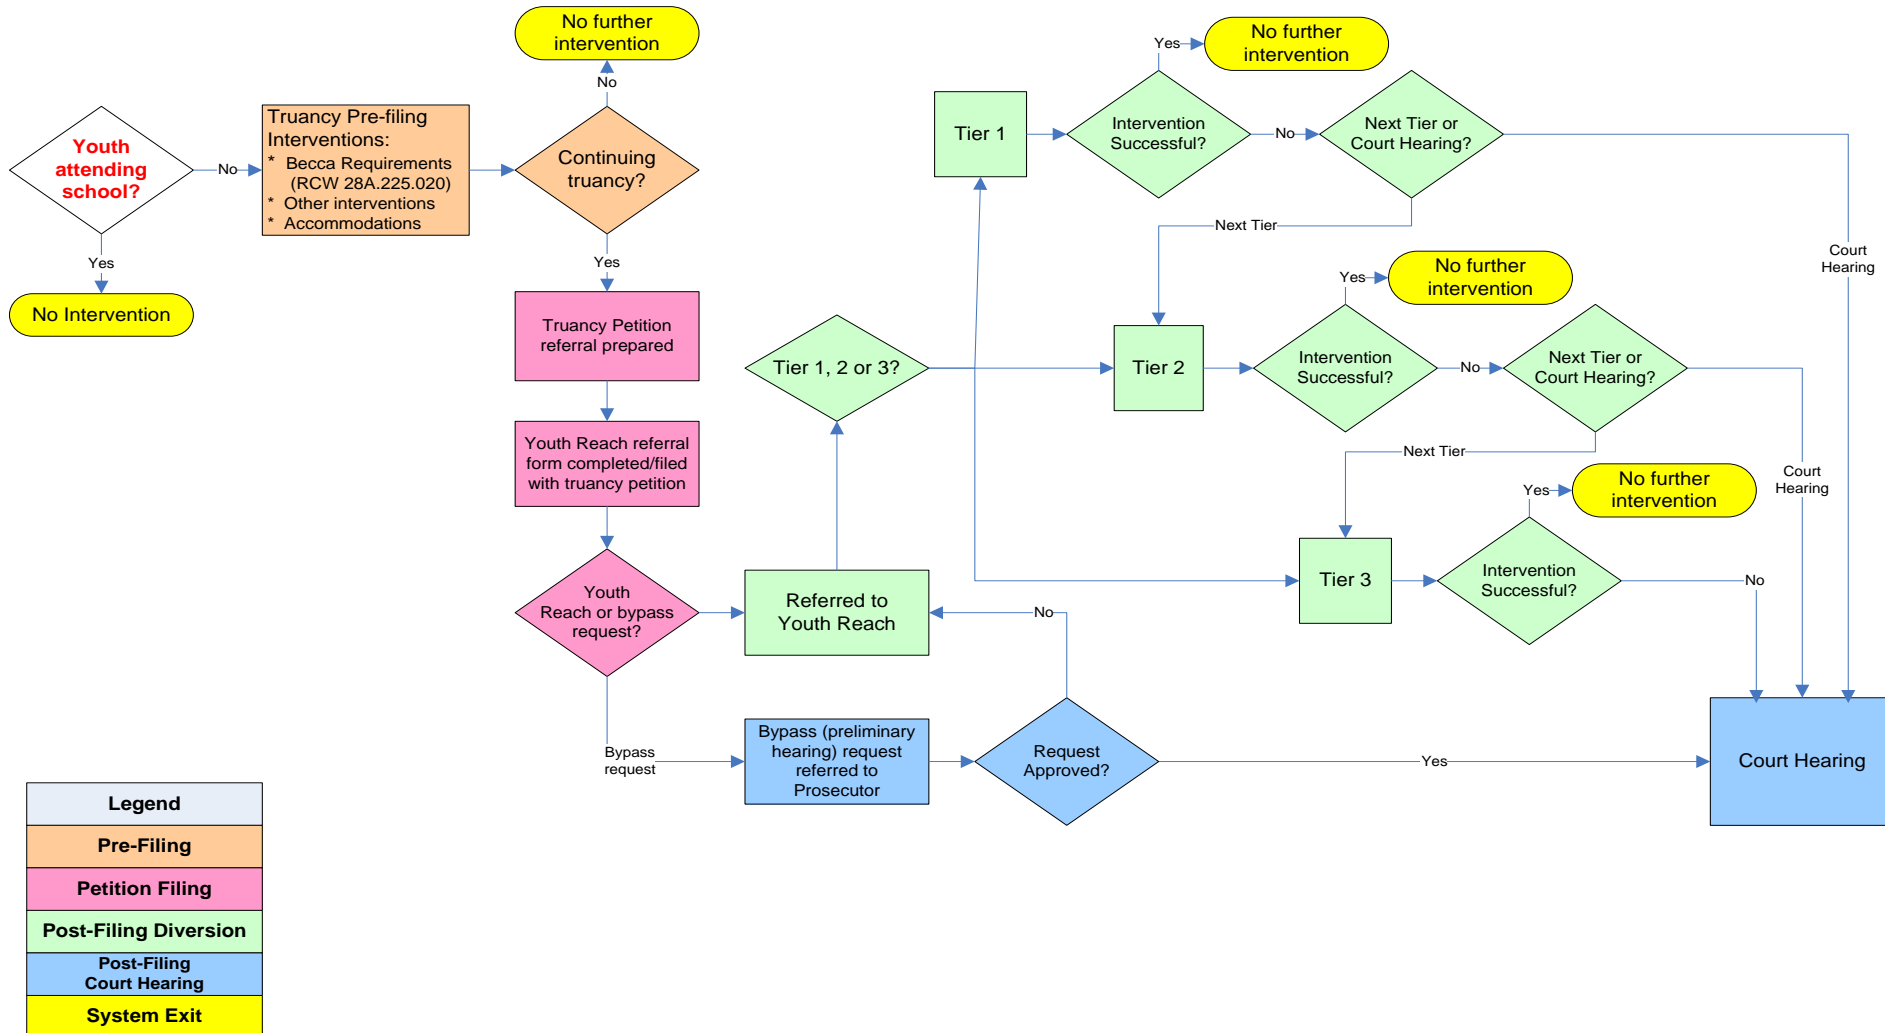 No further
intervention
Youth
attending
school?
No
Yes
No Intervention
Truancy Pre-filing
Interventions:
* Becca Requirements
(RCW 28A.225.020)
* Other interventions
* Accommodations
No
Continuing
truancy?
Yes
Truancy Petition
referral prepared
Youth Reach referral
form completed/filed
with truancy petition
Youth
Reach or bypass
request?
Bypass
request
Referred to
Youth Reach
Tier 1, 2 or 3?
Bypass (preliminary
hearing) request
referred to
Prosecutor
Request
Approved?
No
Yes
Tier 1
Intervention
Successful?
Yes
No further
intervention
No
Next Tier or
Court Hearing?
Next Tier
Court
Hearing
Tier 2
Intervention
Successful?
Yes
No further
intervention
No
Next Tier or
Court Hearing?
Next Tier
Court
Hearing
Tier 3
Intervention
Successful?
Yes
No further
intervention
No
Court Hearing
Legend
Pre-Filing
Petition Filing
Post-Filing Diversion
Post-Filing
Court Hearing
System Exit